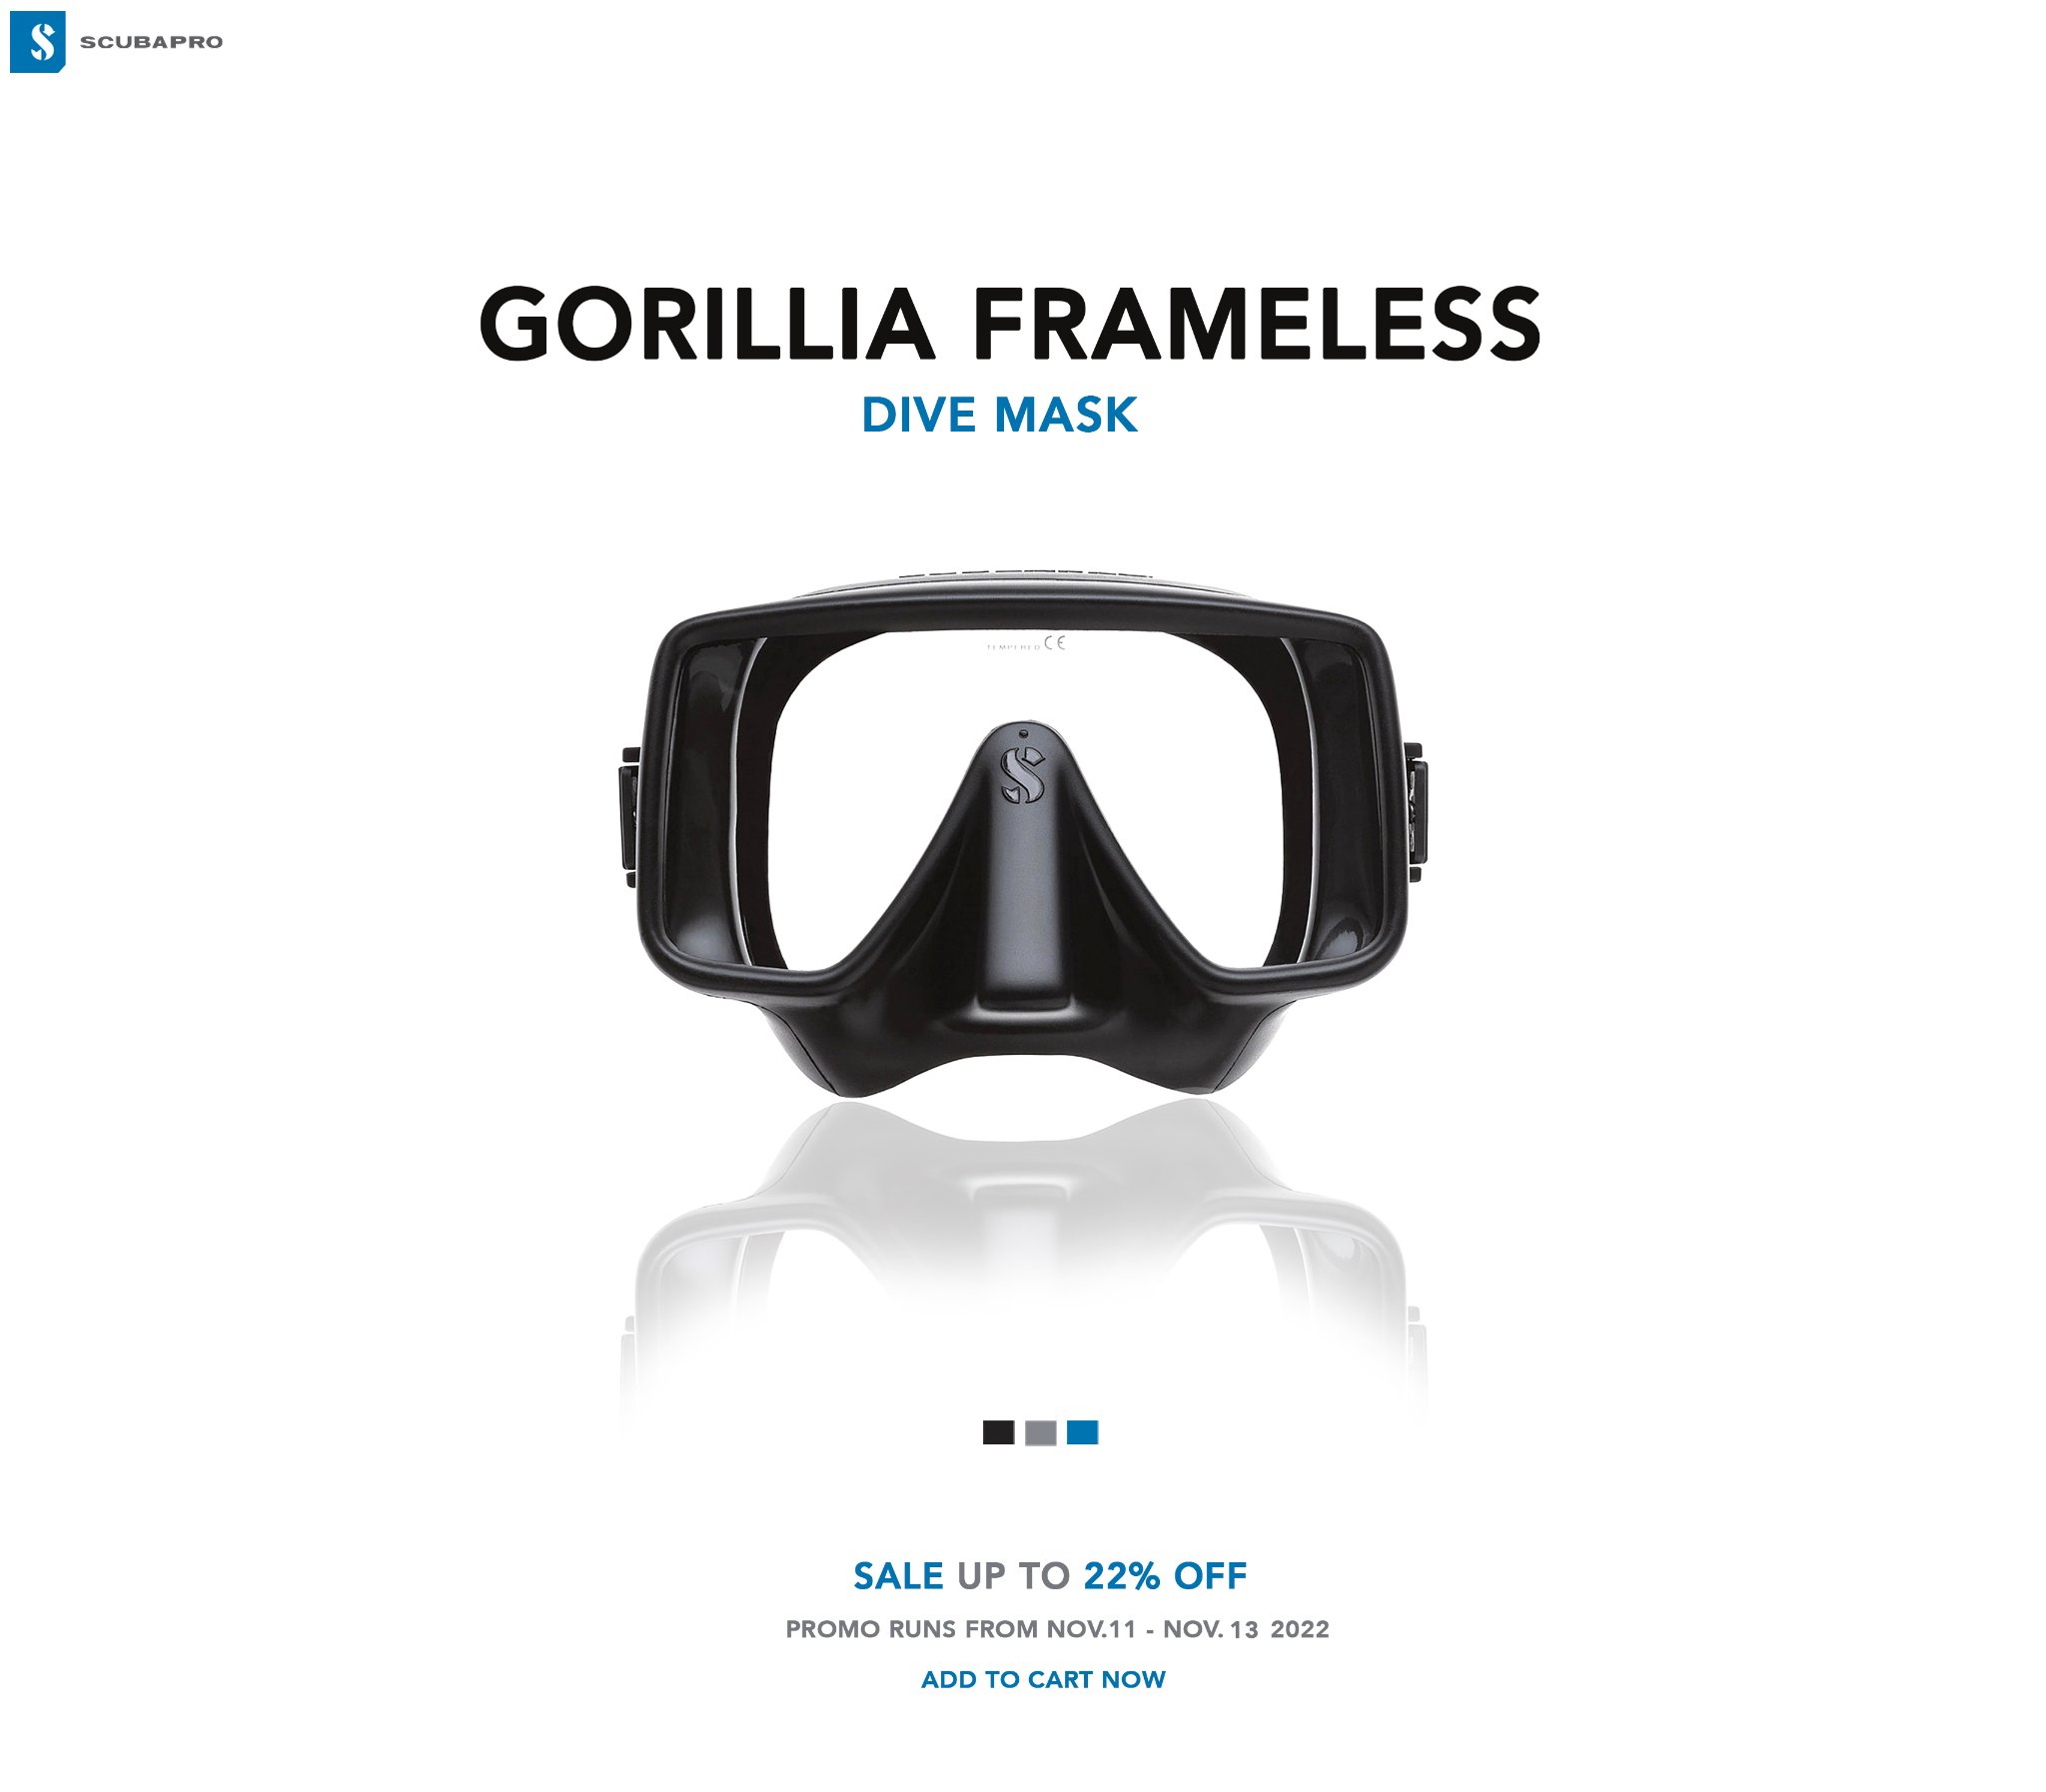 SCUBAPRO
GORILLIA FRAMELESS
DIVE MASK
TEMPERED CE
SALE UP TO 22% OFF
PROMO RUNS FROM NOV.11 - NOV. 13 2022
ADD TO CART NOW